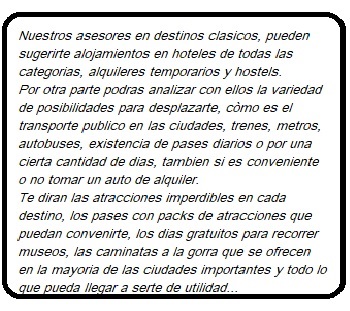 Nuestros asesores en destinos clasicos, pueden
sugerirte alojamientos en hoteles de todas las
categorias, alquileres temporarios y hostels.
Por otra parte podras analizar con ellos la variedad
de posibilidades para desplazarte, còmo es el
transporte publico en las ciudades, trenes, metros,
autobuses, existencia de pases diarios o por una
cierta cantidad de dias, tambien si es conveniente
o no tomar un auto de alquiler.
Te diran las atracciones imperdibles en cada
destino, los pases con packs de atracciones que
puedan convenirte, los dias gratuitos para recorrer
museos, las caminatas a la gorra que se ofrecen
en la mayoria de las ciudades importantes y todo lo
que pueda llegar a serte de utilidad...